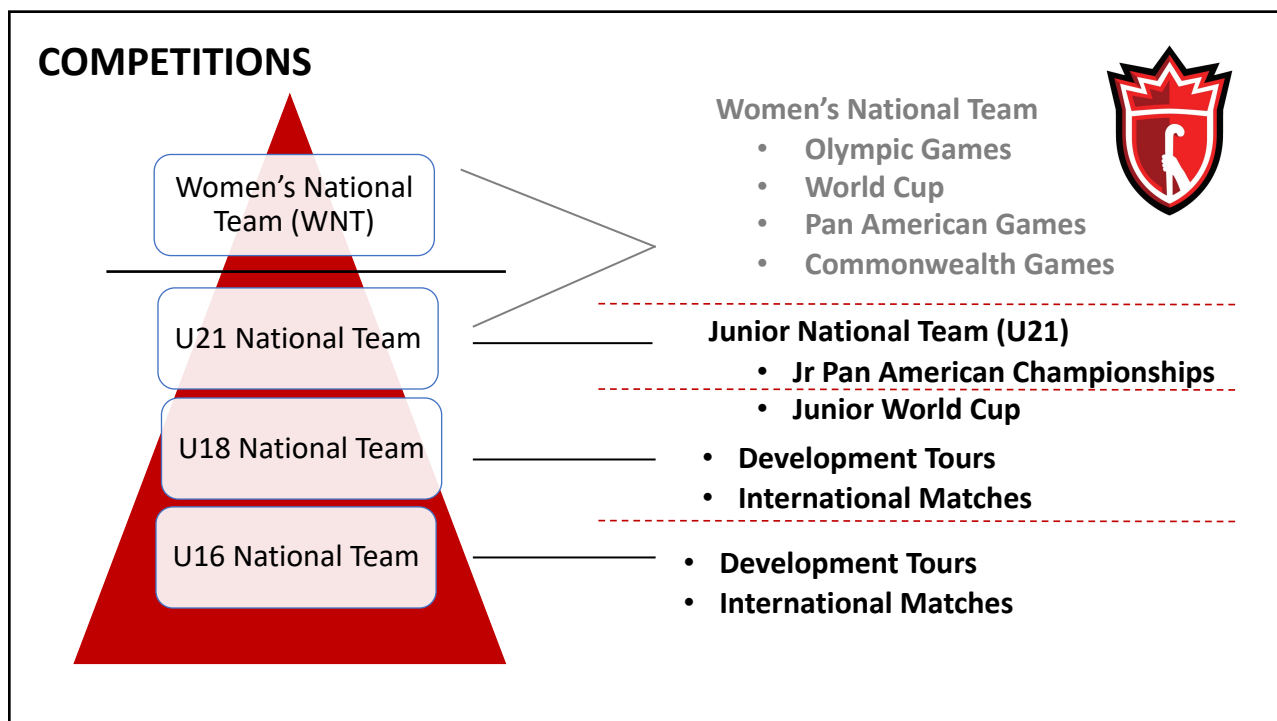 COMPETITIONS
Women’s National
Team (WNT)
U21 National Team
U18 National Team
U16 National Team
Women’s National Team
• Olympic Games
• World Cup
• Pan American Games
• Commonwealth Games
Junior National Team (U21)
• Jr Pan American Championships
• Junior World Cup
• Development Tours
• International Matches
• Development Tours
• International Matches